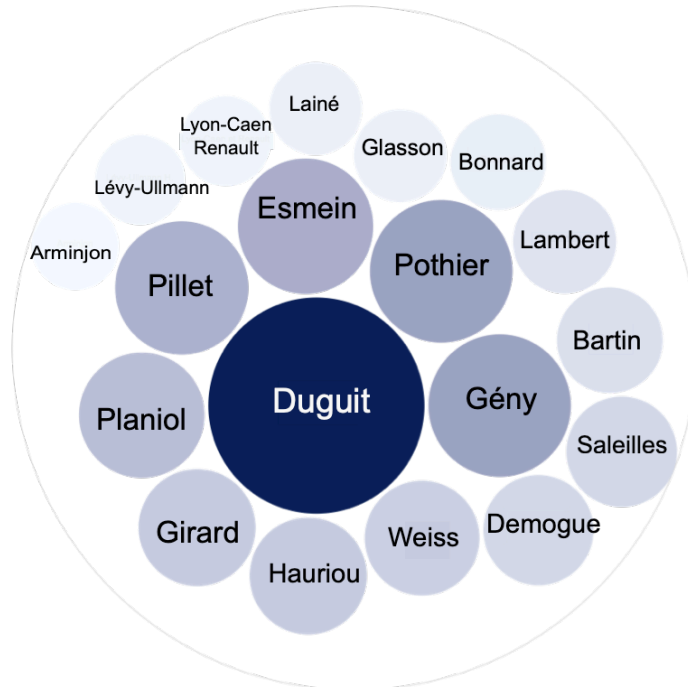 Lainé
Lyon-Caen
Renault
Glasson
Bonnard
Lévy-Ullmann
Esmein
Lambert
Arminjon
Pillet
Pothier
Bartin
Planiol
Duguit
Gény
Saleilles
Girard
Weiss
Demogue
Hauriou